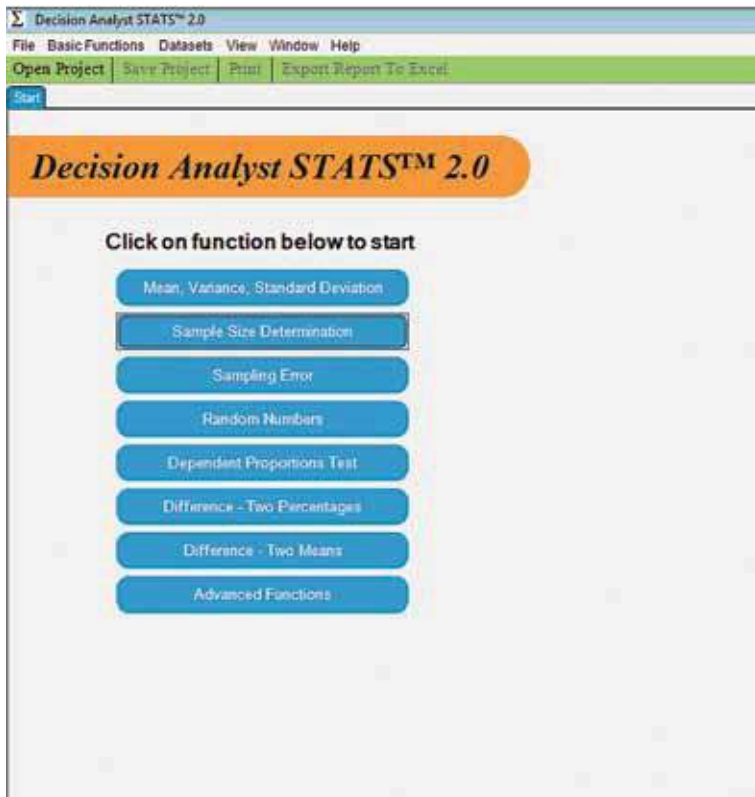 Σ Decision Analyst STATS™ 2.0
File Basic Functions Datasets View Window Help
Open Project | Save Project | Print | Export Report To Excel
Start
Decision Analyst STATS™ 2.0
Click on function below to start
Mean, Variance, Standard Deviation
Sample Size Determination
Sampling Error
Random Numbers
Dependent Proportions Test
Difference - Two Percentages
Difference - Two Means
Advanced Functions